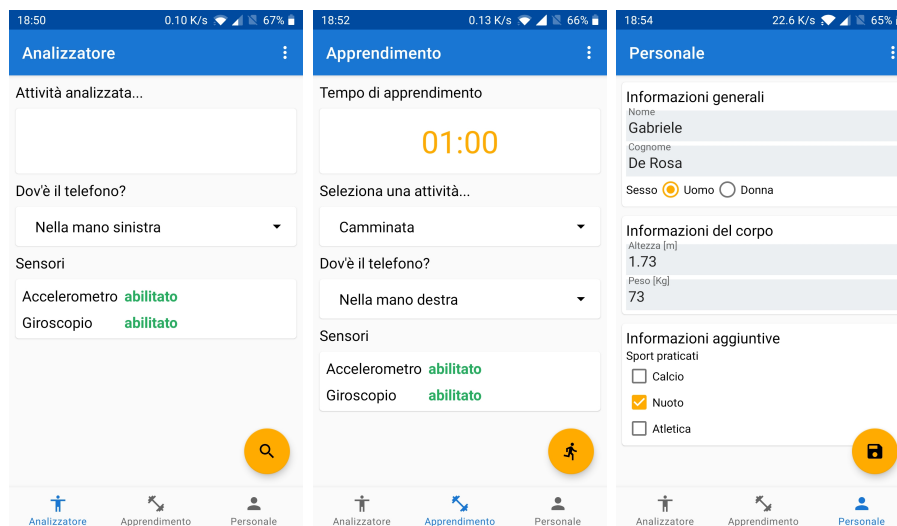 18:50 0.10 K/s 67%
Analizzatore
Attività analizzata...
Dov'è il telefono?
Nella mano sinistra
Sensori
Accelerometro abilitato
Giroscopio abilitato
Analizzatore Apprendimento Personale
18:52 0.13 K/s 66%
Apprendimento
Tempo di apprendimento
01:00
Seleziona una attività...
Camminata
Dov'è il telefono?
Nella mano destra
Sensori
Accelerometro abilitato
Giroscopio abilitato
Analizzatore Apprendimento Personale
18:54 22.6 K/s 65%
Personale
Informazioni generali
Nome
Gabriele
Cognome
De Rosa
Sesso Uomo Donna
Informazioni del corpo
Altezza [m]
1.73
Peso [Kg]
73
Informazioni aggiuntive
Sport praticati
Calcio
Nuoto
Atletica
Analizzatore Apprendimento Personale